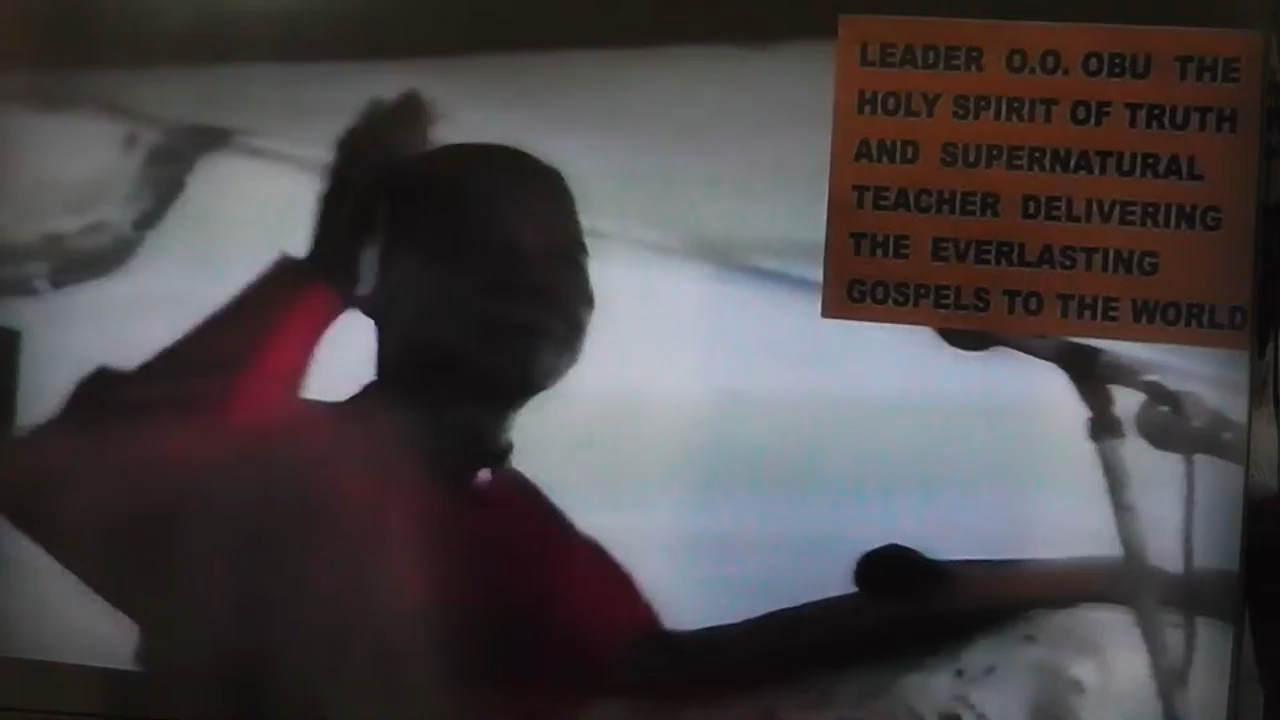 LEADER O.O. OBU THE
HOLY SPIRIT OF TRUTH
AND SUPERNATURAL
TEACHER DELIVERING
THE EVERLASTING
GOSPELS TO THE WORLD